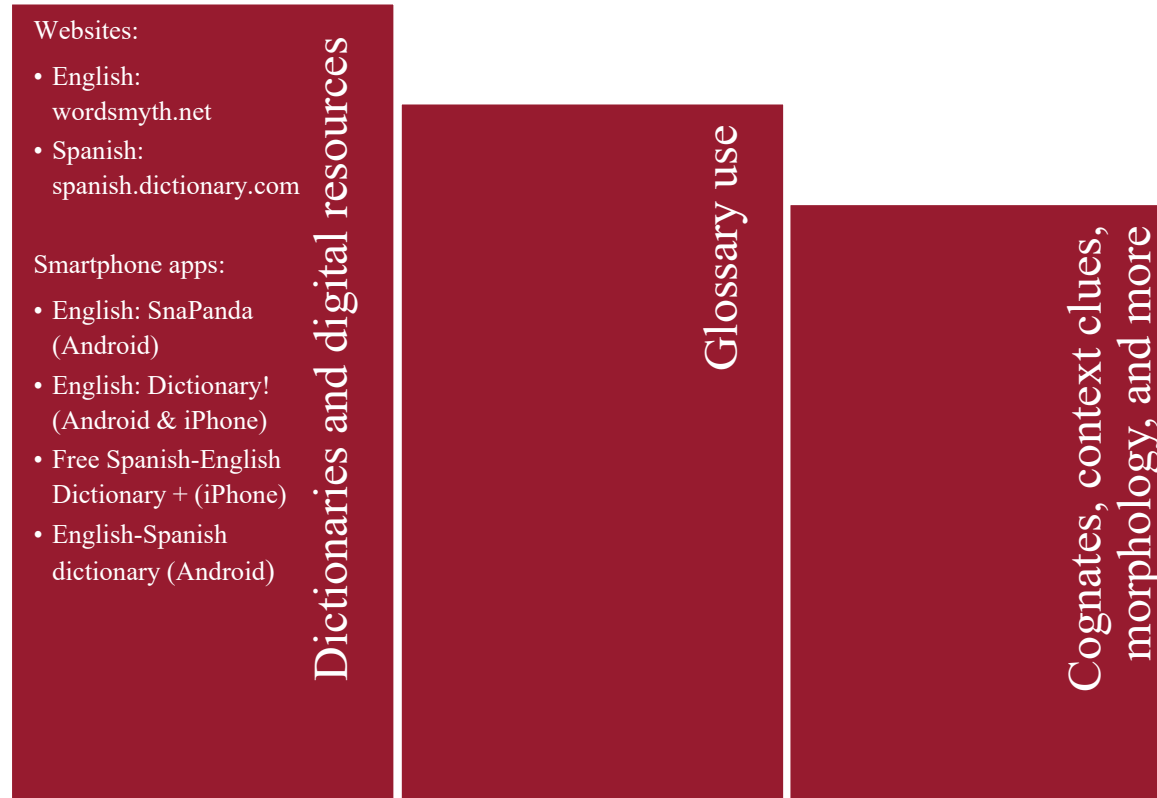 Websites:
• English:
wordsmyth.net
• Spanish:
spanish.dictionary.com
Smartphone apps:
• English: SnaPanda
(Android)
• English: Dictionary!
(Android & iPhone)
• Free Spanish-English
Dictionary + (iPhone)
• English-Spanish
dictionary (Android)
Dictionaries and digital resources
Glossary use
Cognates, context clues,
morphology, and more